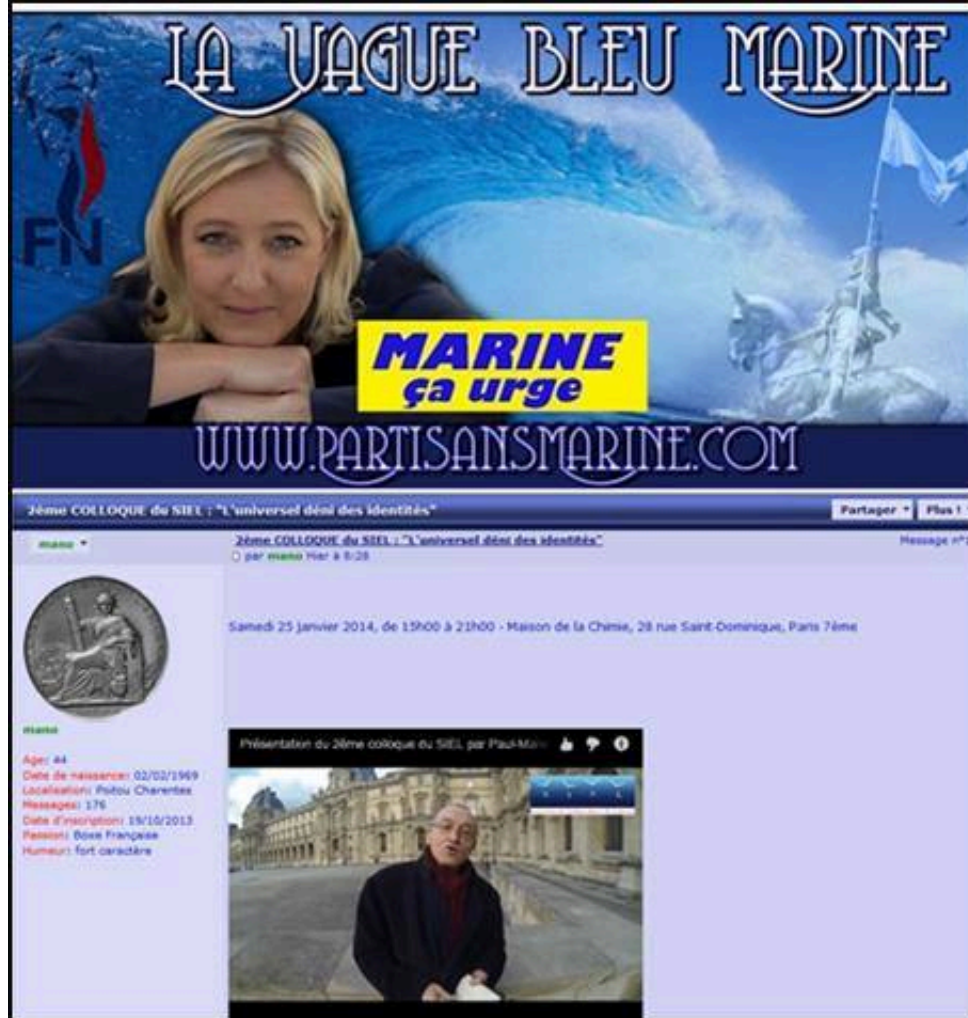 LA VAGUE BLEU MARINE
FN
MARINE
ça urge
WWW.PARTISANSMARINE.COM
2ème COLLOQUE du SIEL : "L'universel déni des identités"
Partager
Plus !
mano
2ème COLLOQUE du SIEL : "L'universel déni des identités"
par mano Hier à 8:28
Message n°
Samedi 25 janvier 2014, de 15h00 à 21h00 - Maison de la Chimie, 28 rue Saint-Dominique, Paris 7ème
mano
Age: 44
Date de naissance: 02/02/1969
Localisation: Poitou Charentes
Messages: 176
Date d'inscription: 19/10/2013
Passion: Boxe Française
Humeur: fort caractère
Présentation du 2ème colloque du SIEL par Paul-Marie